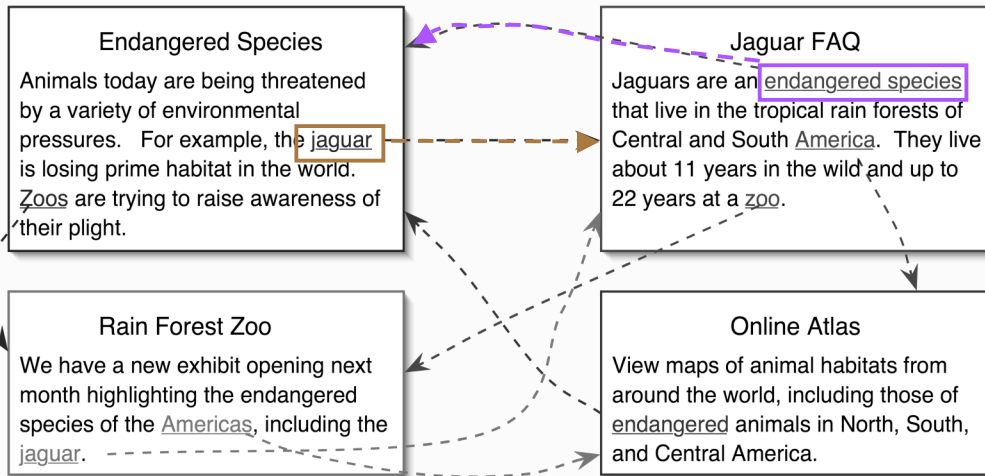 Endangered Species
Animals today are being threatened
by a variety of environmental
pressures. For example, the jaguar
is losing prime habitat in the world.
Zoos are trying to raise awareness of
their plight.
Jaguar FAQ
Jaguars are an endangered species
that live in the tropical rain forests of
Central and South America. They live
about 11 years in the wild and up to
22 years at a zoo.
Rain Forest Zoo
We have a new exhibit opening next
month highlighting the endangered
species of the Americas, including the
jaguar.
Online Atlas
View maps of animal habitats from
around the world, including those of
endangered animals in North, South,
and Central America.